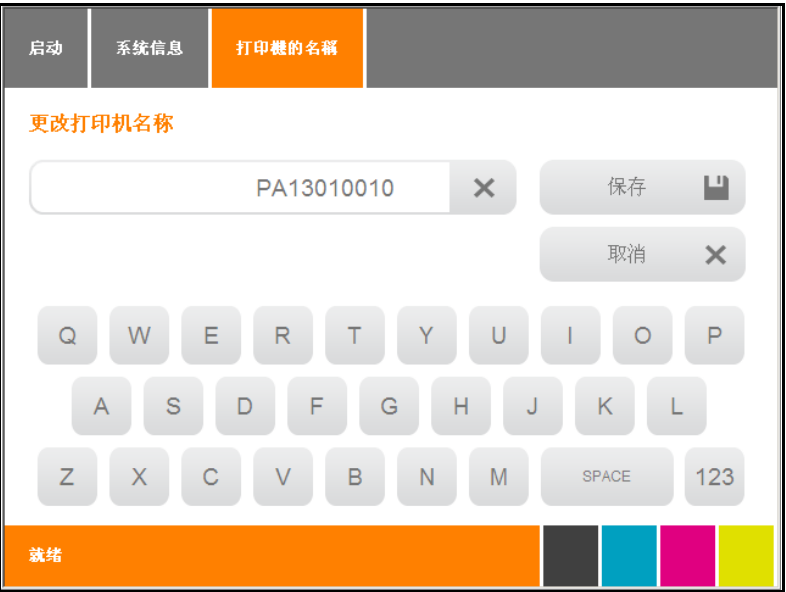 启动 系统信息 打印機的名稱
更改打印机名称
PA13010010 保存
取消
Q W E R T Y U I O P
A S D F G H J K L
Z X C V B N M SPACE 123
就绪